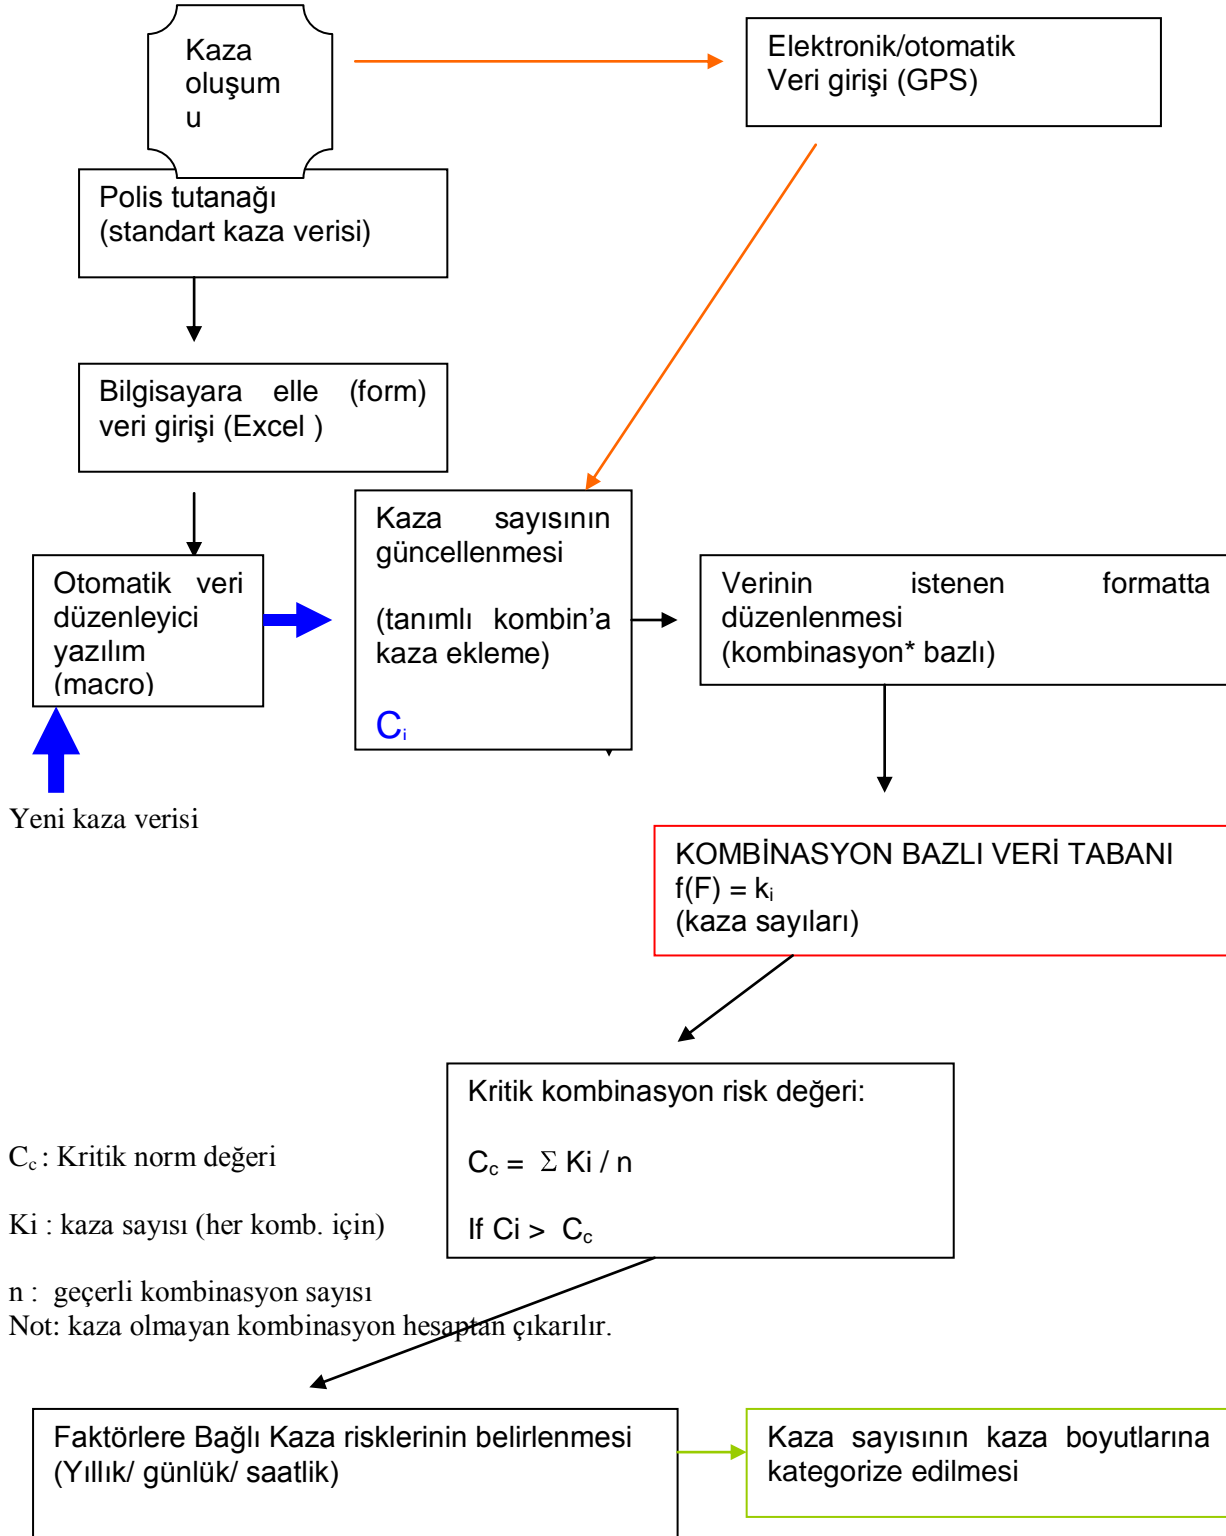 Kaza
oluşum
u
Elektronik/otomatik
Veri girişi (GPS)
Polis tutanağı
(standart kaza verisi)
Bilgisayara elle (form)
veri girişi (Excel )
Kaza sayısının
güncellenmesi
(tanımlı kombin’a
kaza ekleme)
Cᵢ
Otomatik veri
düzenleyici
yazılım
(macro)
Verinin istenen formatta
düzenlenmesi
(kombinasyon* bazlı)
Yeni kaza verisi
KOMBİNASYON BAZLI VERİ TABANI
f(F) = kᵢ
(kaza sayıları)
Kritik kombinasyon risk değeri:
C꜀ = Σ Ki / n
If Ci > C꜀
C꜀ : Kritik norm değeri
Ki : kaza sayısı (her komb. için)
n : geçerli kombinasyon sayısı
Not: kaza olmayan kombinasyon hesaptan çıkarılır.
Faktörlere Bağlı Kaza risklerinin belirlenmesi
(Yıllık/ günlük/ saatlik)
Kaza sayısının kaza boyutlarına
kategorize edilmesi